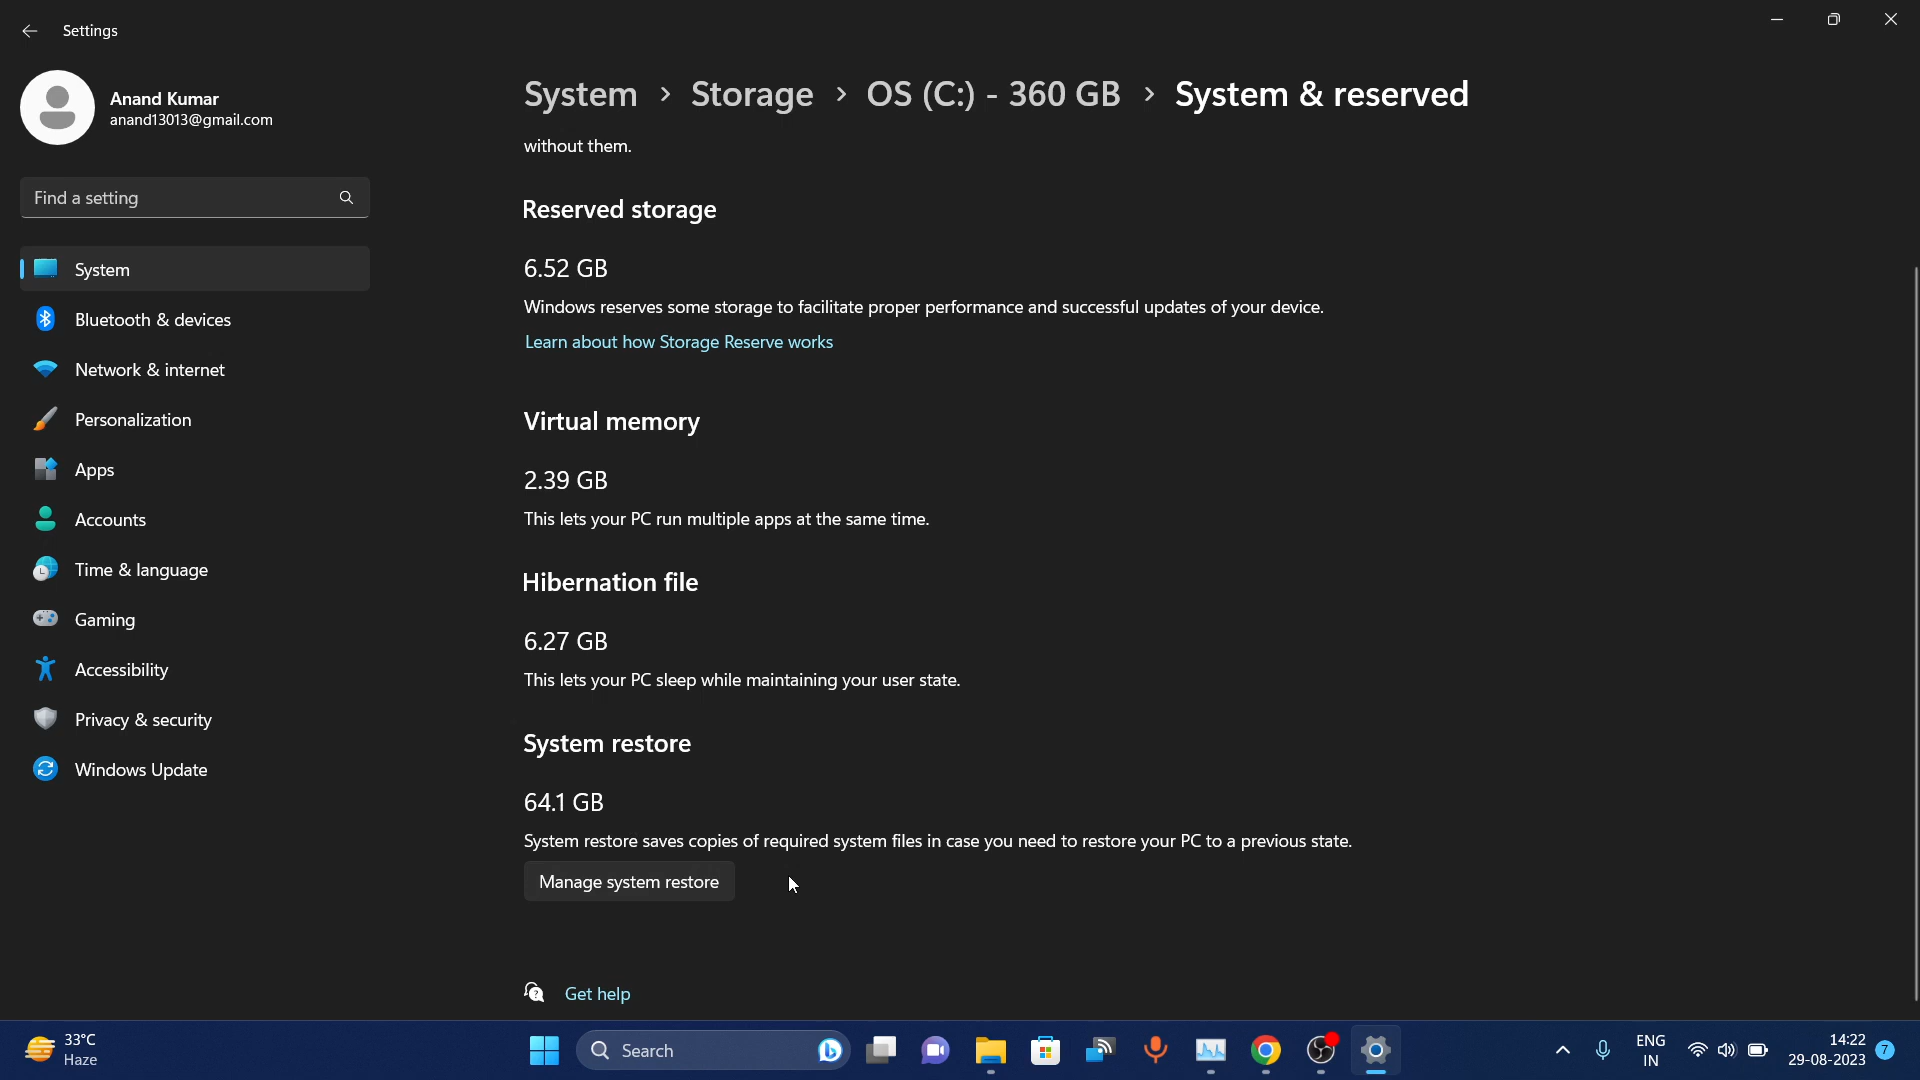 Settings
Anand Kumar
anand13013@gmail.com
Find a setting
System
Bluetooth & devices
Network & internet
Personalization
Apps
Accounts
Time & language
Gaming
Accessibility
Privacy & security
Windows Update
System > Storage > OS (C:) - 360 GB > System & reserved
without them.
Reserved storage
6.52 GB
Windows reserves some storage to facilitate proper performance and successful updates of your device.
Learn about how Storage Reserve works
Virtual memory
2.39 GB
This lets your PC run multiple apps at the same time.
Hibernation file
6.27 GB
This lets your PC sleep while maintaining your user state.
System restore
64.1 GB
System restore saves copies of required system files in case you need to restore your PC to a previous state.
Manage system restore
Get help
33°C
Haze
Search
ENG
IN
14:22
29-08-2023
7